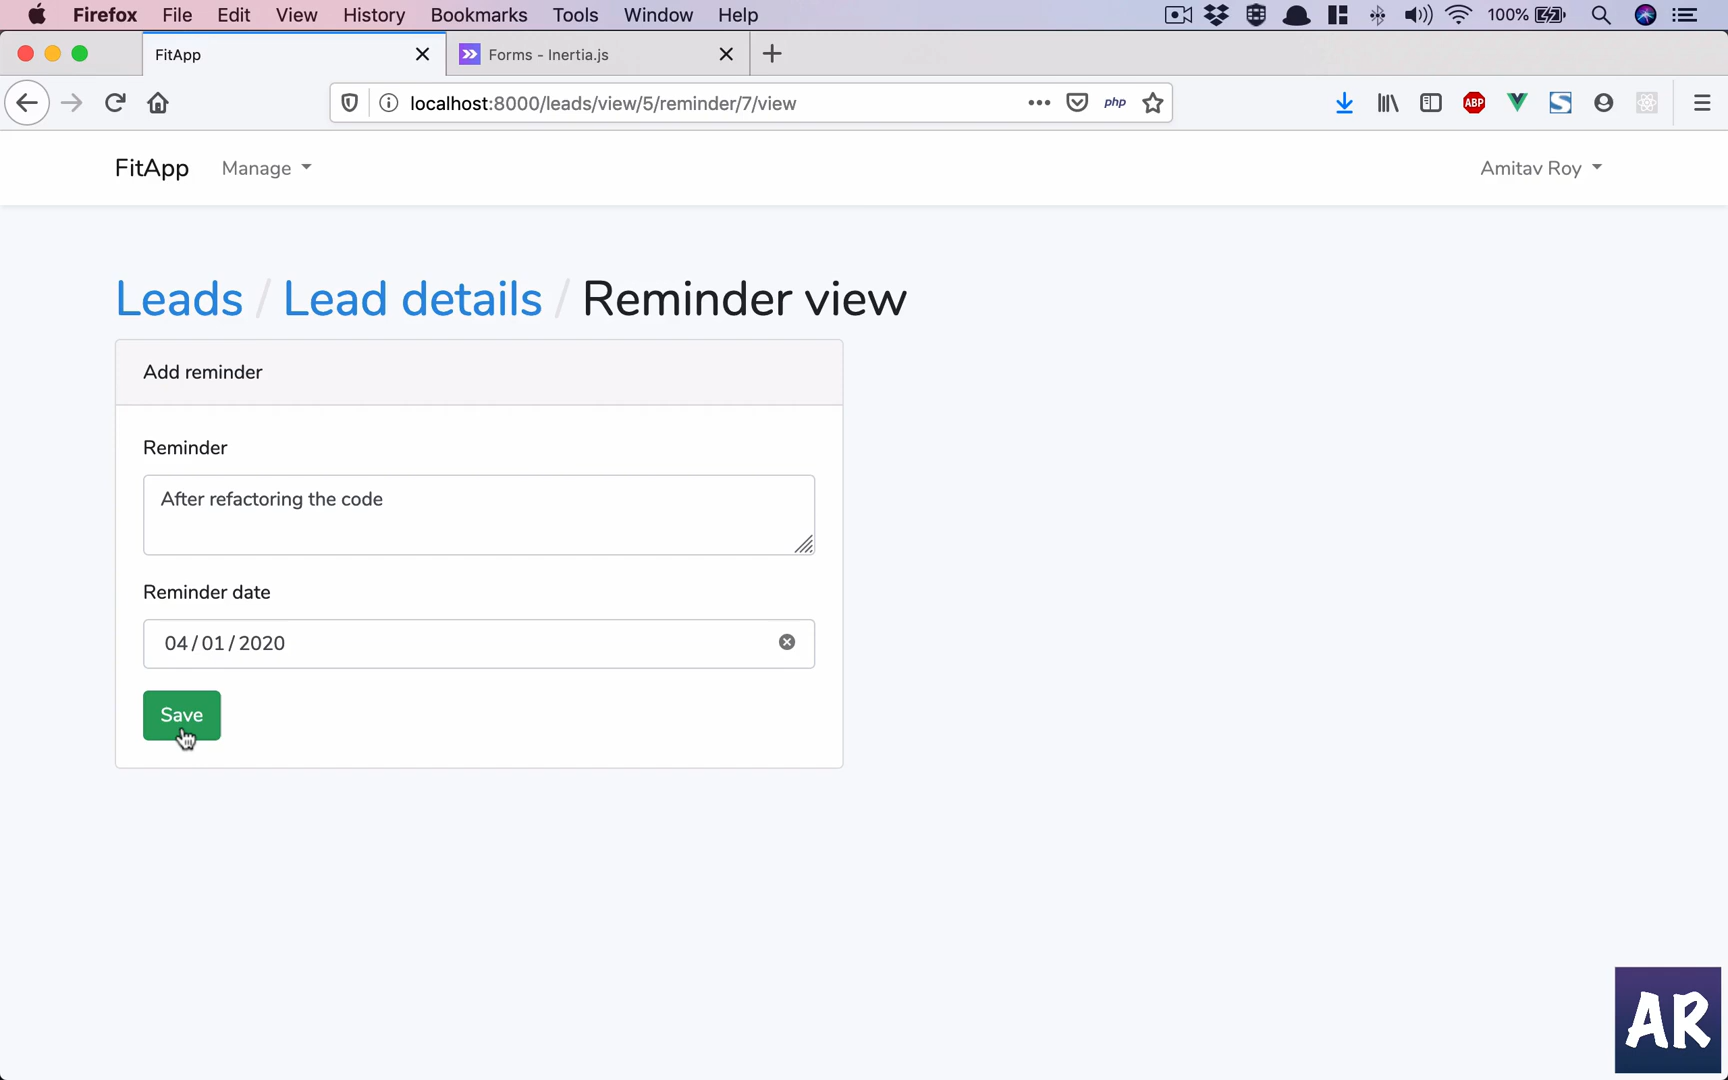 Firefox File Edit View History Bookmarks Tools Window Help 100%
FitApp Forms - Inertia.js
localhost:8000/leads/view/5/reminder/7/view php ABP
FitApp Manage Amitav Roy
Leads / Lead details / Reminder view
Add reminder
Reminder
After refactoring the code
Reminder date
04/01/2020
Save
AR